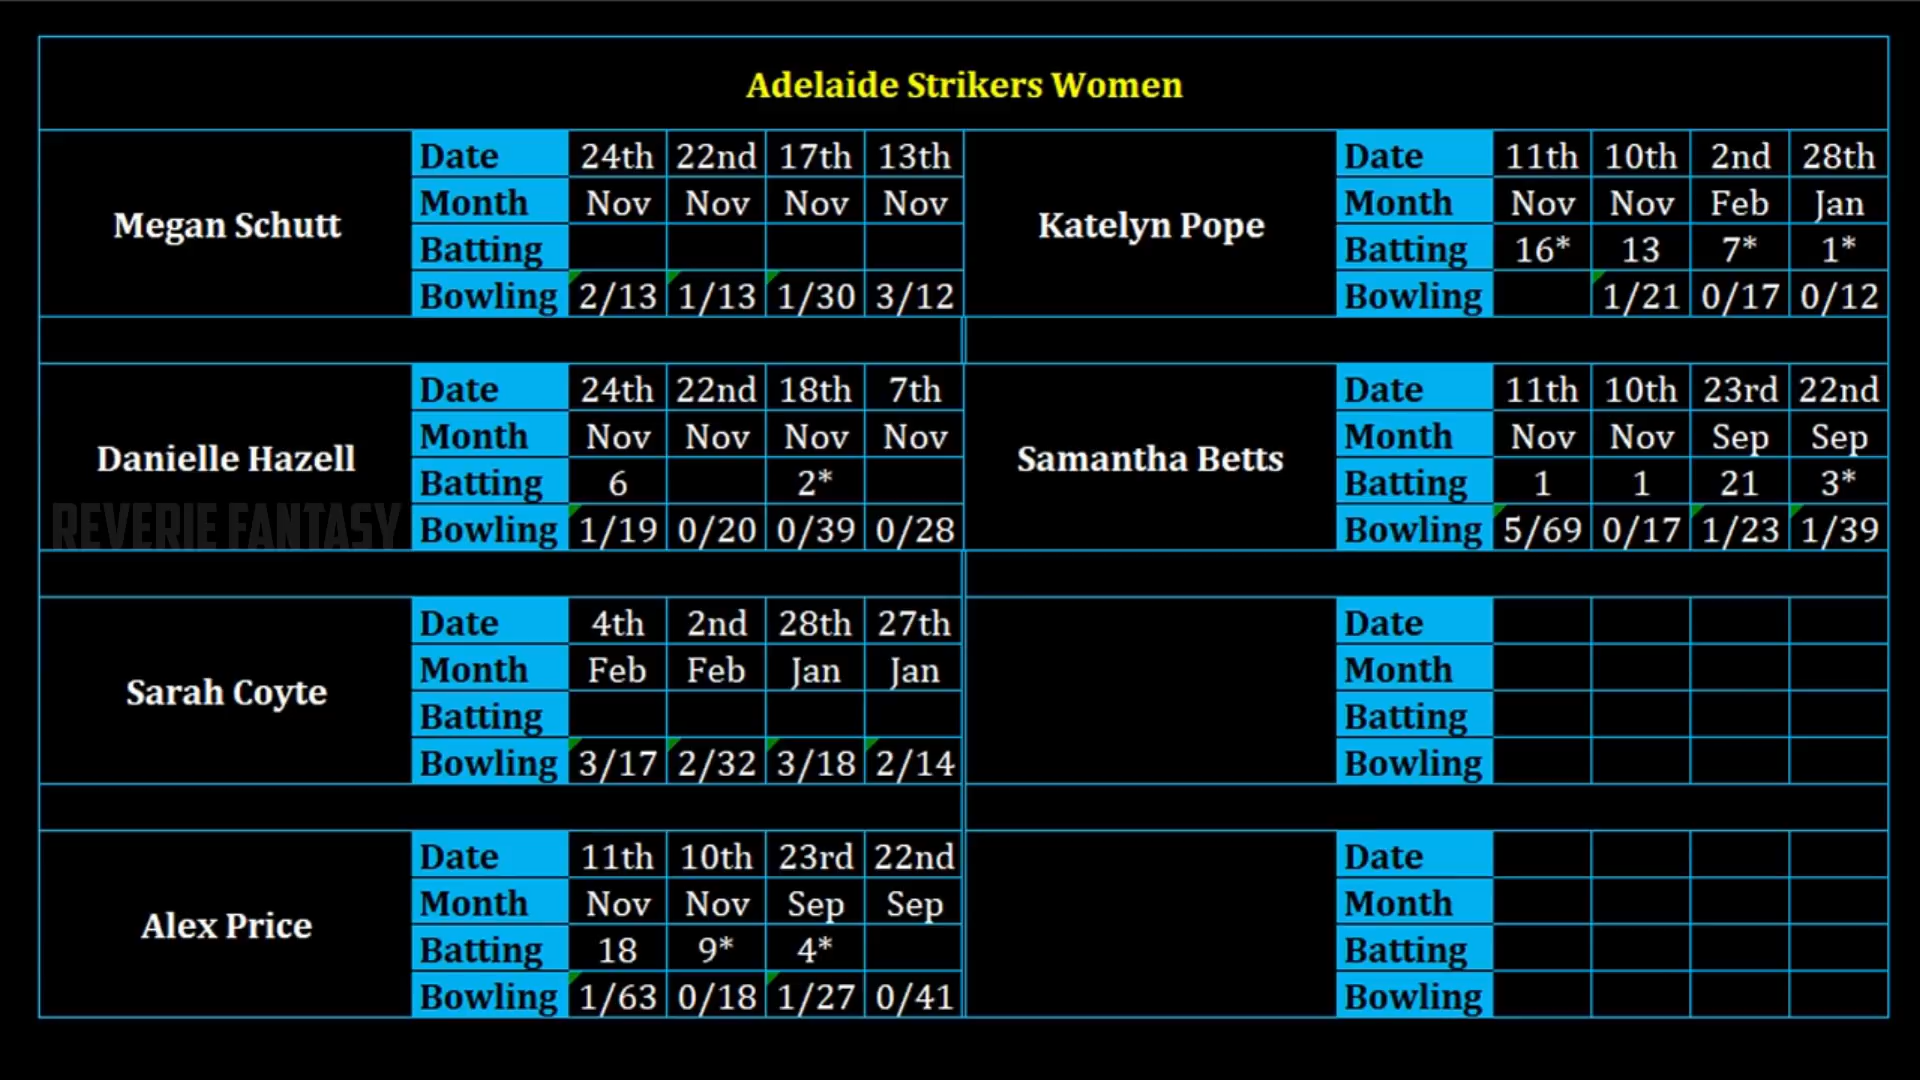 Adelaide Strikers Women
Megan Schutt
Date 24th 22nd 17th 13th
Month Nov Nov Nov Nov
Batting
Bowling 2/13 1/13 1/30 3/12
Katelyn Pope
Date 11th 10th 2nd 28th
Month Nov Nov Feb Jan
Batting 16* 13 7* 1*
Bowling 1/21 0/17 0/12
Danielle Hazell
REVERIE FANTASY
Date 24th 22nd 18th 7th
Month Nov Nov Nov Nov
Batting 6 2*
Bowling 1/19 0/20 0/39 0/28
Samantha Betts
Date 11th 10th 23rd 22nd
Month Nov Nov Sep Sep
Batting 1 1 21 3*
Bowling 5/69 0/17 1/23 1/39
Sarah Coyte
Date 4th 2nd 28th 27th
Month Feb Feb Jan Jan
Batting
Bowling 3/17 2/32 3/18 2/14
Date
Month
Batting
Bowling
Alex Price
Date 11th 10th 23rd 22nd
Month Nov Nov Sep Sep
Batting 18 9* 4*
Bowling 1/63 0/18 1/27 0/41
Date
Month
Batting
Bowling